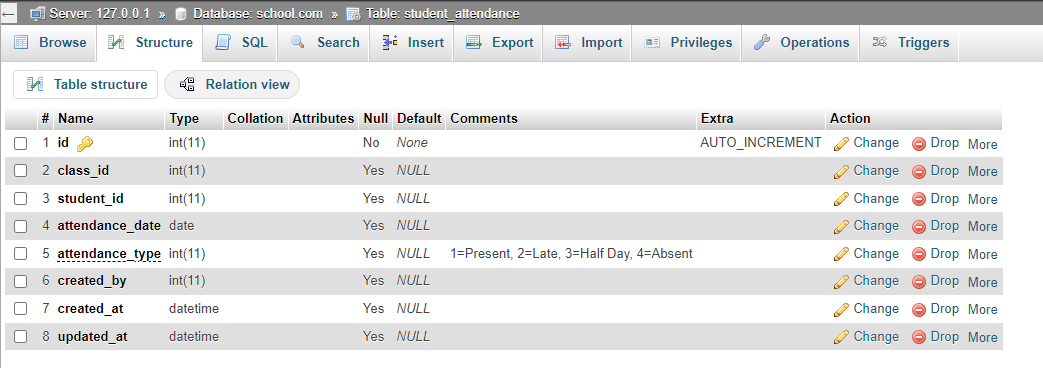 Server: 127.0.0.1 » Database: school.com » Table: student_attendance
Browse Structure SQL Search Insert Export Import Privileges Operations Triggers
Table structure Relation view
# Name Type Collation Attributes Null Default Comments Extra Action
1 id int(11) No None AUTO_INCREMENT Change Drop More
2 class_id int(11) Yes NULL Change Drop More
3 student_id int(11) Yes NULL Change Drop More
4 attendance_date date Yes NULL Change Drop More
5 attendance_type int(11) Yes NULL 1=Present, 2=Late, 3=Half Day, 4=Absent Change Drop More
6 created_by int(11) Yes NULL Change Drop More
7 created_at datetime Yes NULL Change Drop More
8 updated_at datetime Yes NULL Change Drop More